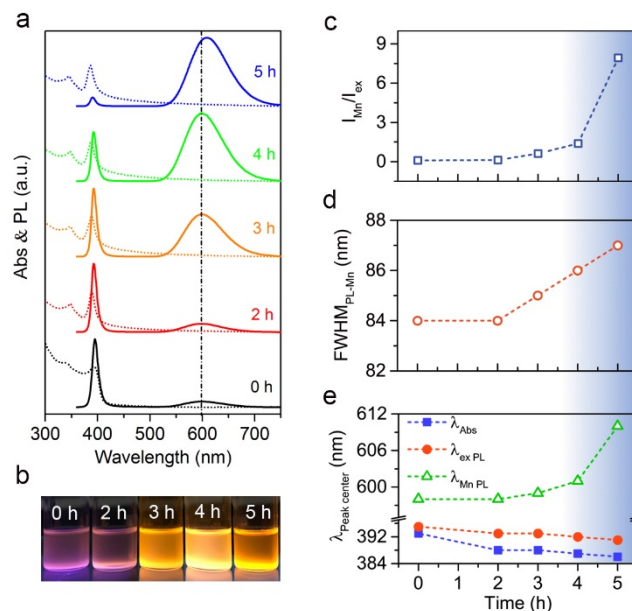 a
Abs & PL (a.u.)
5 h
4 h
3 h
2 h
0 h
300 400 500 600 700
Wavelength (nm)
b
0 h 2 h 3 h 4 h 5 h
c
I_Mn/I_ex
9
6
3
0
d
FWHM_PL-Mn (nm)
88
86
84
82
e
λ_Peak center (nm)
612
600
392
384
λ_Abs
λ_ex PL
λ_Mn PL
0 1 2 3 4 5
Time (h)